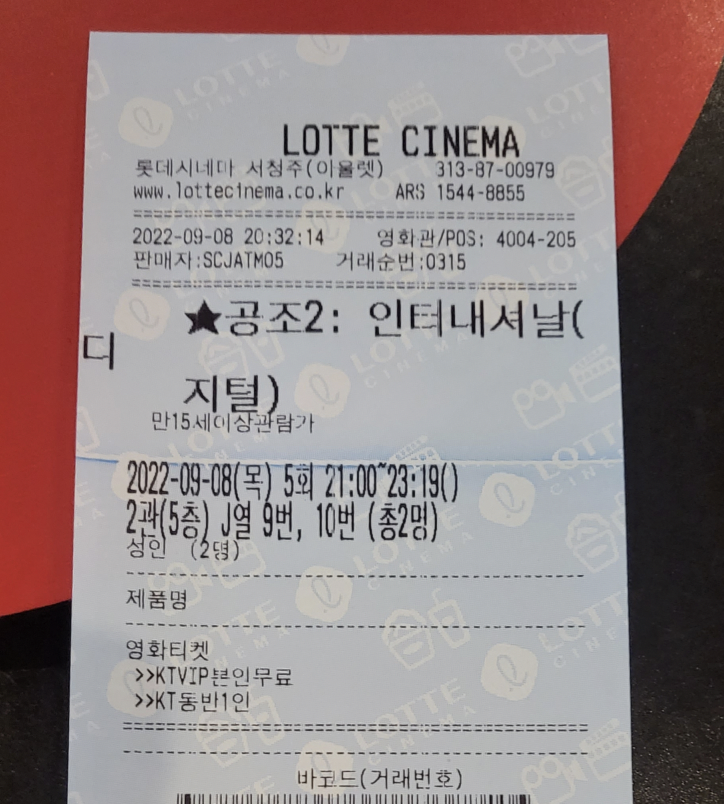 LOTTE CINEMA
롯데시네마 서청주(아울렛) 313-87-00979
www.lottecinema.co.kr ARS 1544-8855
2022-09-08 20:32:14 영화관/POS: 4004-205
판매자:SCJATM05 거래순번:0315
★공조2: 인터내셔날(
디
지털)
만15세이상관람가
2022-09-08(목) 5회 21:00~23:19()
2관(5층) J열 9번, 10번 (총2명)
성인 (2명)
제품명
영화티켓
>>KTVIP본인무료
>>KT동반1인
바코드(거래번호)